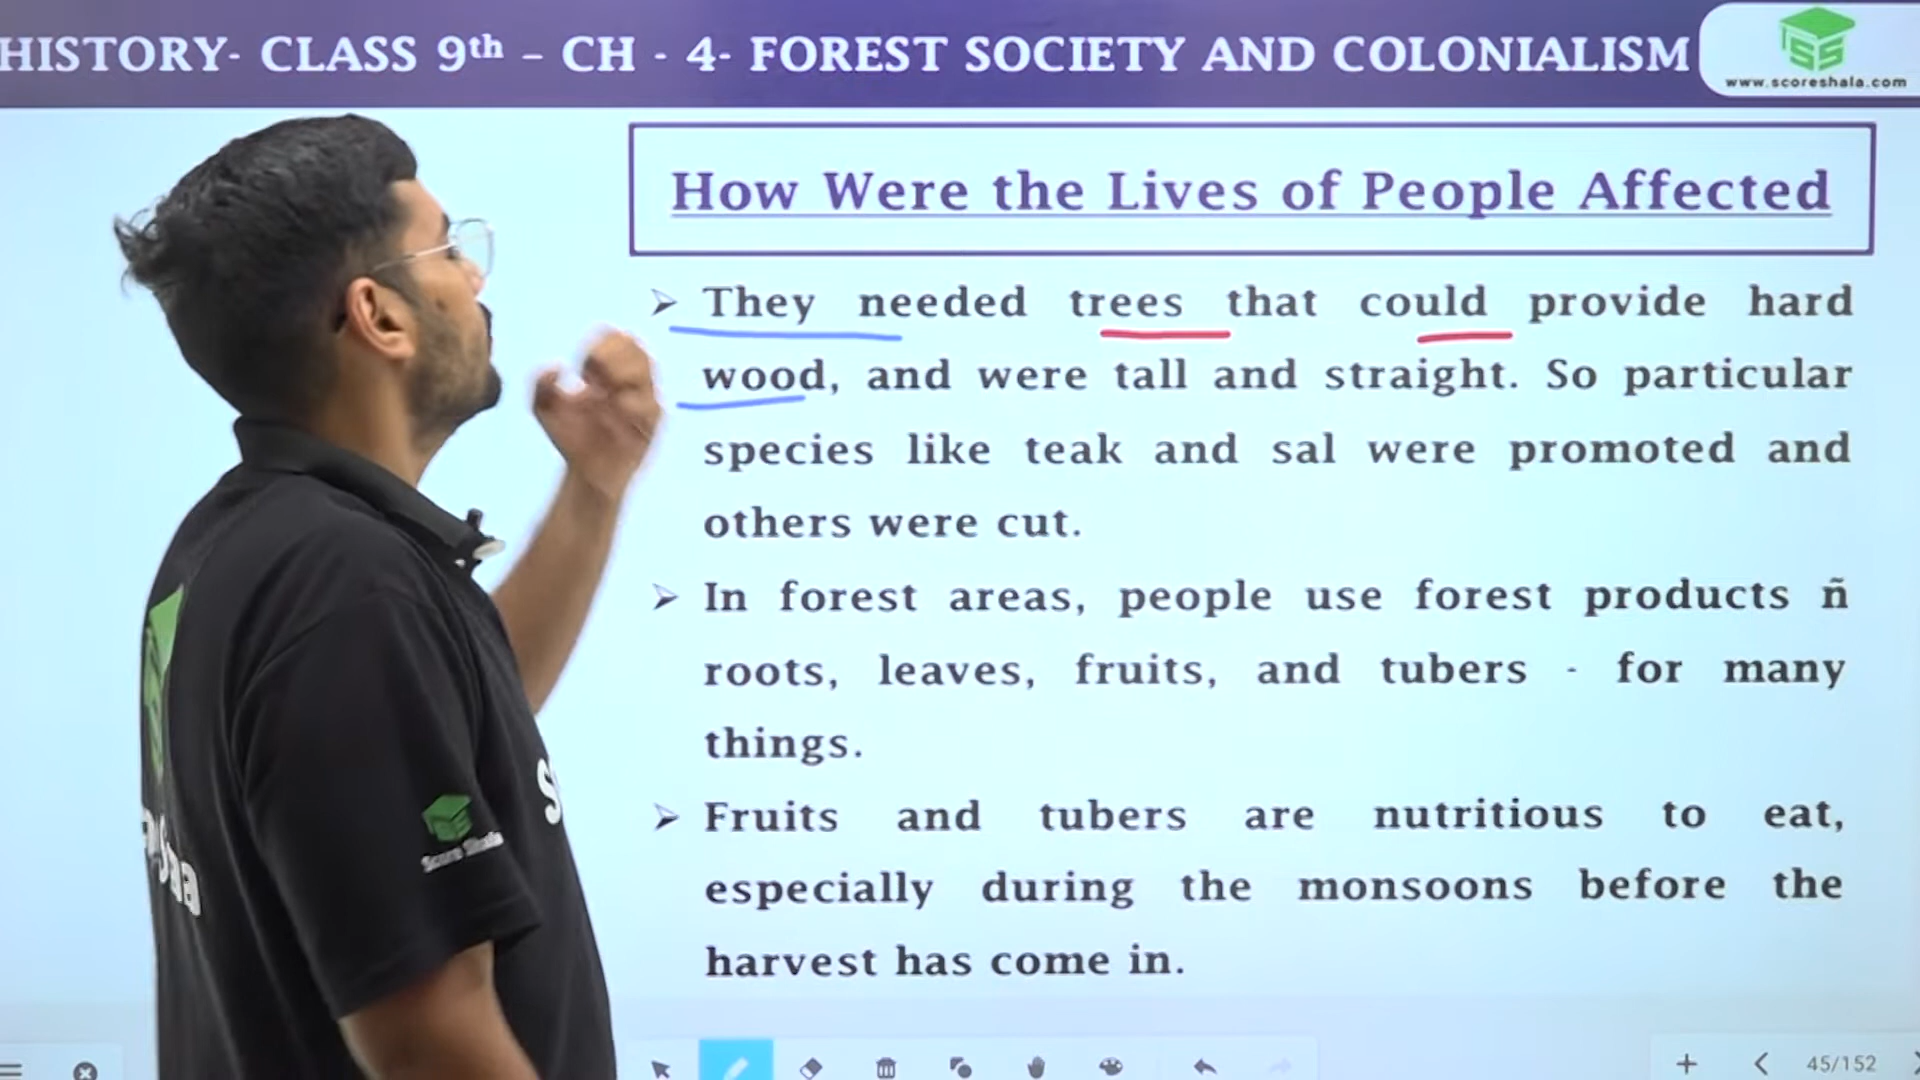 HISTORY- CLASS 9th – CH - 4- FOREST SOCIETY AND COLONIALISM
www.scoreshala.com
How Were the Lives of People Affected
➢ They needed trees that could provide hard
wood, and were tall and straight. So particular
species like teak and sal were promoted and
others were cut.
➢ In forest areas, people use forest products ñ
roots, leaves, fruits, and tubers - for many
things.
➢ Fruits and tubers are nutritious to eat,
especially during the monsoons before the
harvest has come in.
Score Shala
45/152